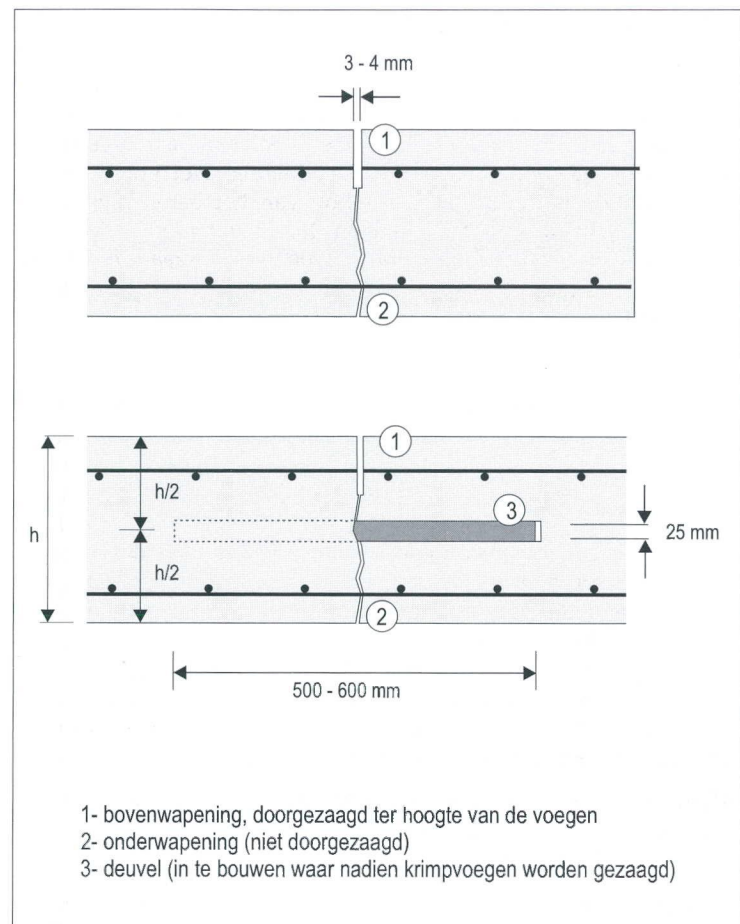 3 - 4 mm
1
2
1
h/2
3
h
25 mm
h/2
2
500 - 600 mm
1- bovenwapening, doorgezaagd ter hoogte van de voegen
2- onderwapening (niet doorgezaagd)
3- deuvel (in te bouwen waar nadien krimpvoegen worden gezaagd)